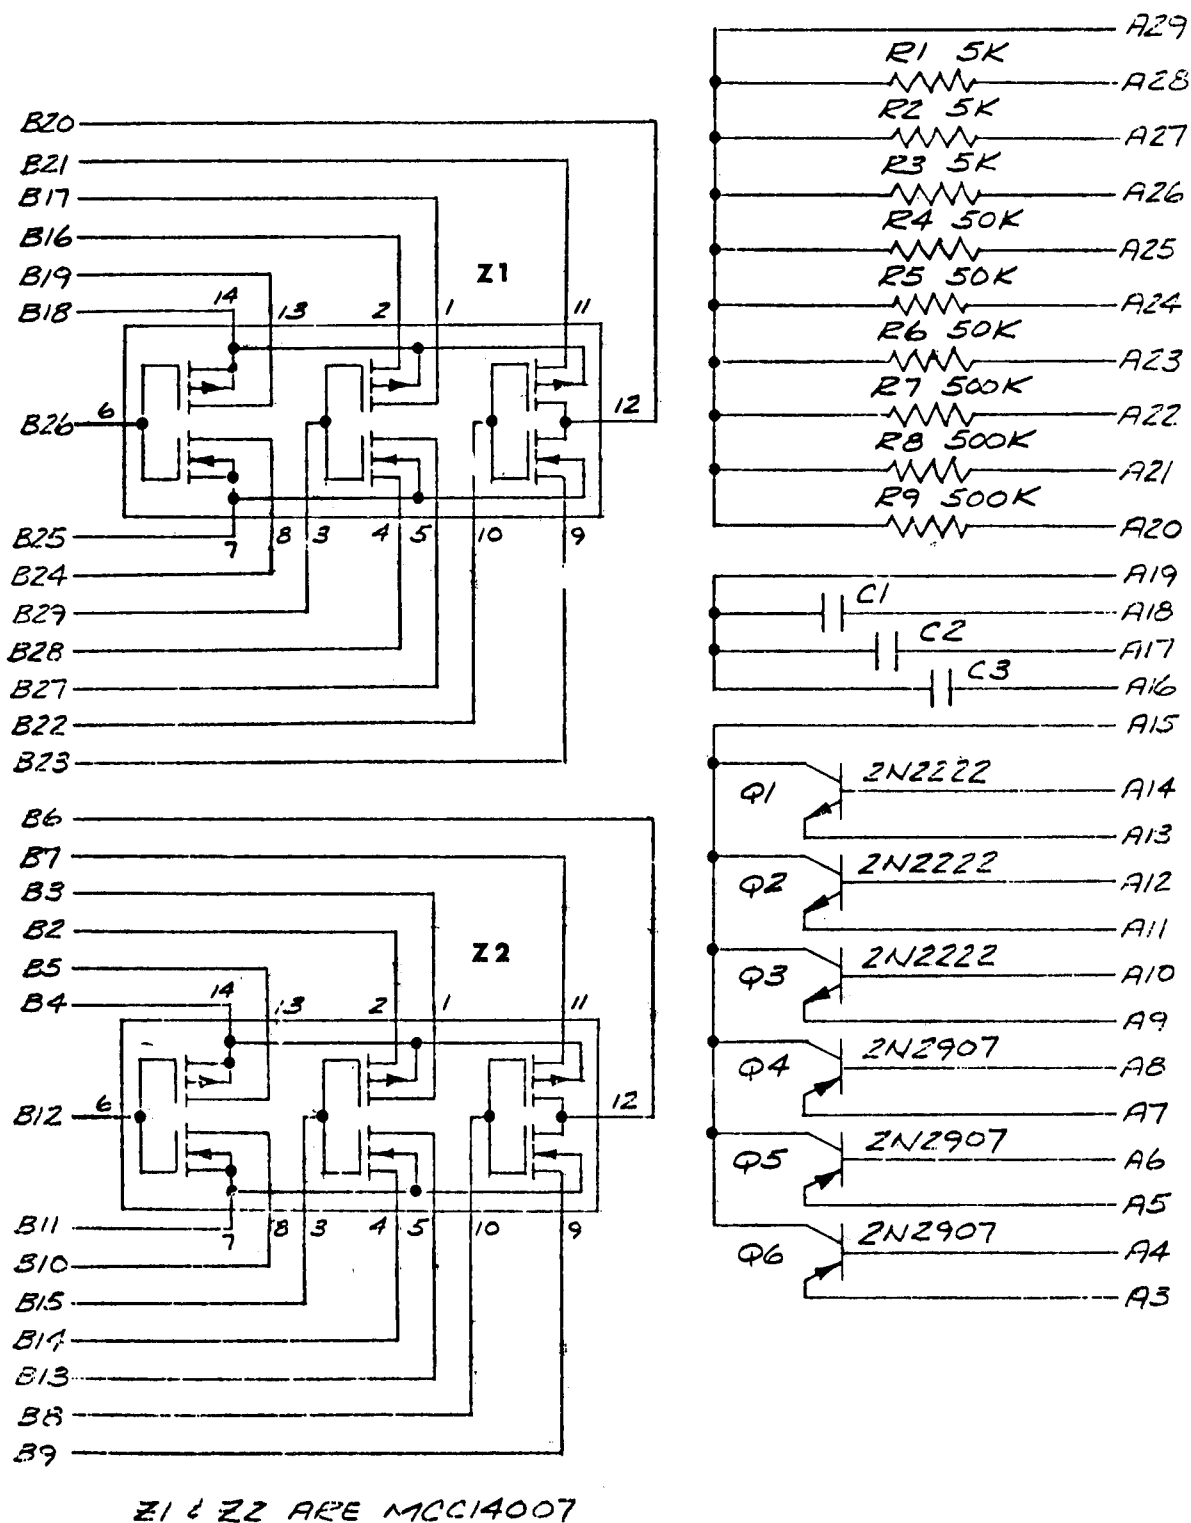 B20
B21
B17
B16
B19
B18
Z1
14
13
2
1
11
B26
6
12
B25
7
8
3
4
5
10
9
B24
B29
B28
B27
B22
B23
B6
B7
B3
B2
B5
B4
Z2
14
13
2
1
11
B12
6
12
B11
7
8
3
4
5
10
9
B10
B15
B14
B13
B8
B9
Z1 & Z2 ARE MCC14007
A29
R1 5K
A28
R2 5K
A27
R3 5K
A26
R4 50K
A25
R5 50K
A24
R6 50K
A23
R7 500K
A22
R8 500K
A21
R9 500K
A20
A19
C1
A18
C2
A17
C3
A16
A15
Q1 2N2222
A14
A13
Q2 2N2222
A12
A11
Q3 2N2222
A10
A9
Q4 2N2907
A8
A7
Q5 2N2907
A6
A5
Q6 2N2907
A4
A3